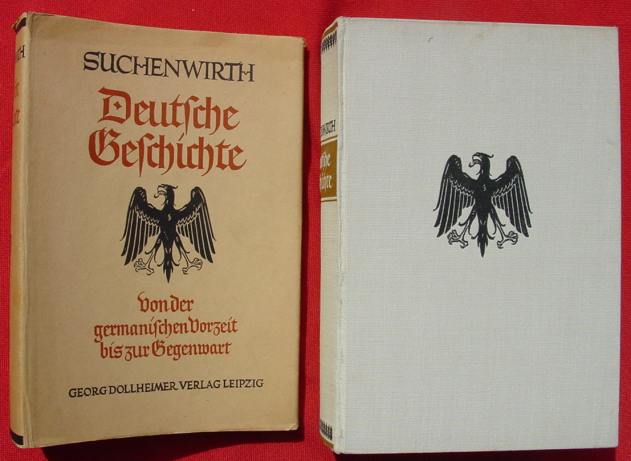 SUCHENWIRTH
Deutsche
Geschichte
Von der
germanischen Vorzeit
bis zur Gegenwart
GEORG DOLLHEIMER VERLAG LEIPZIG